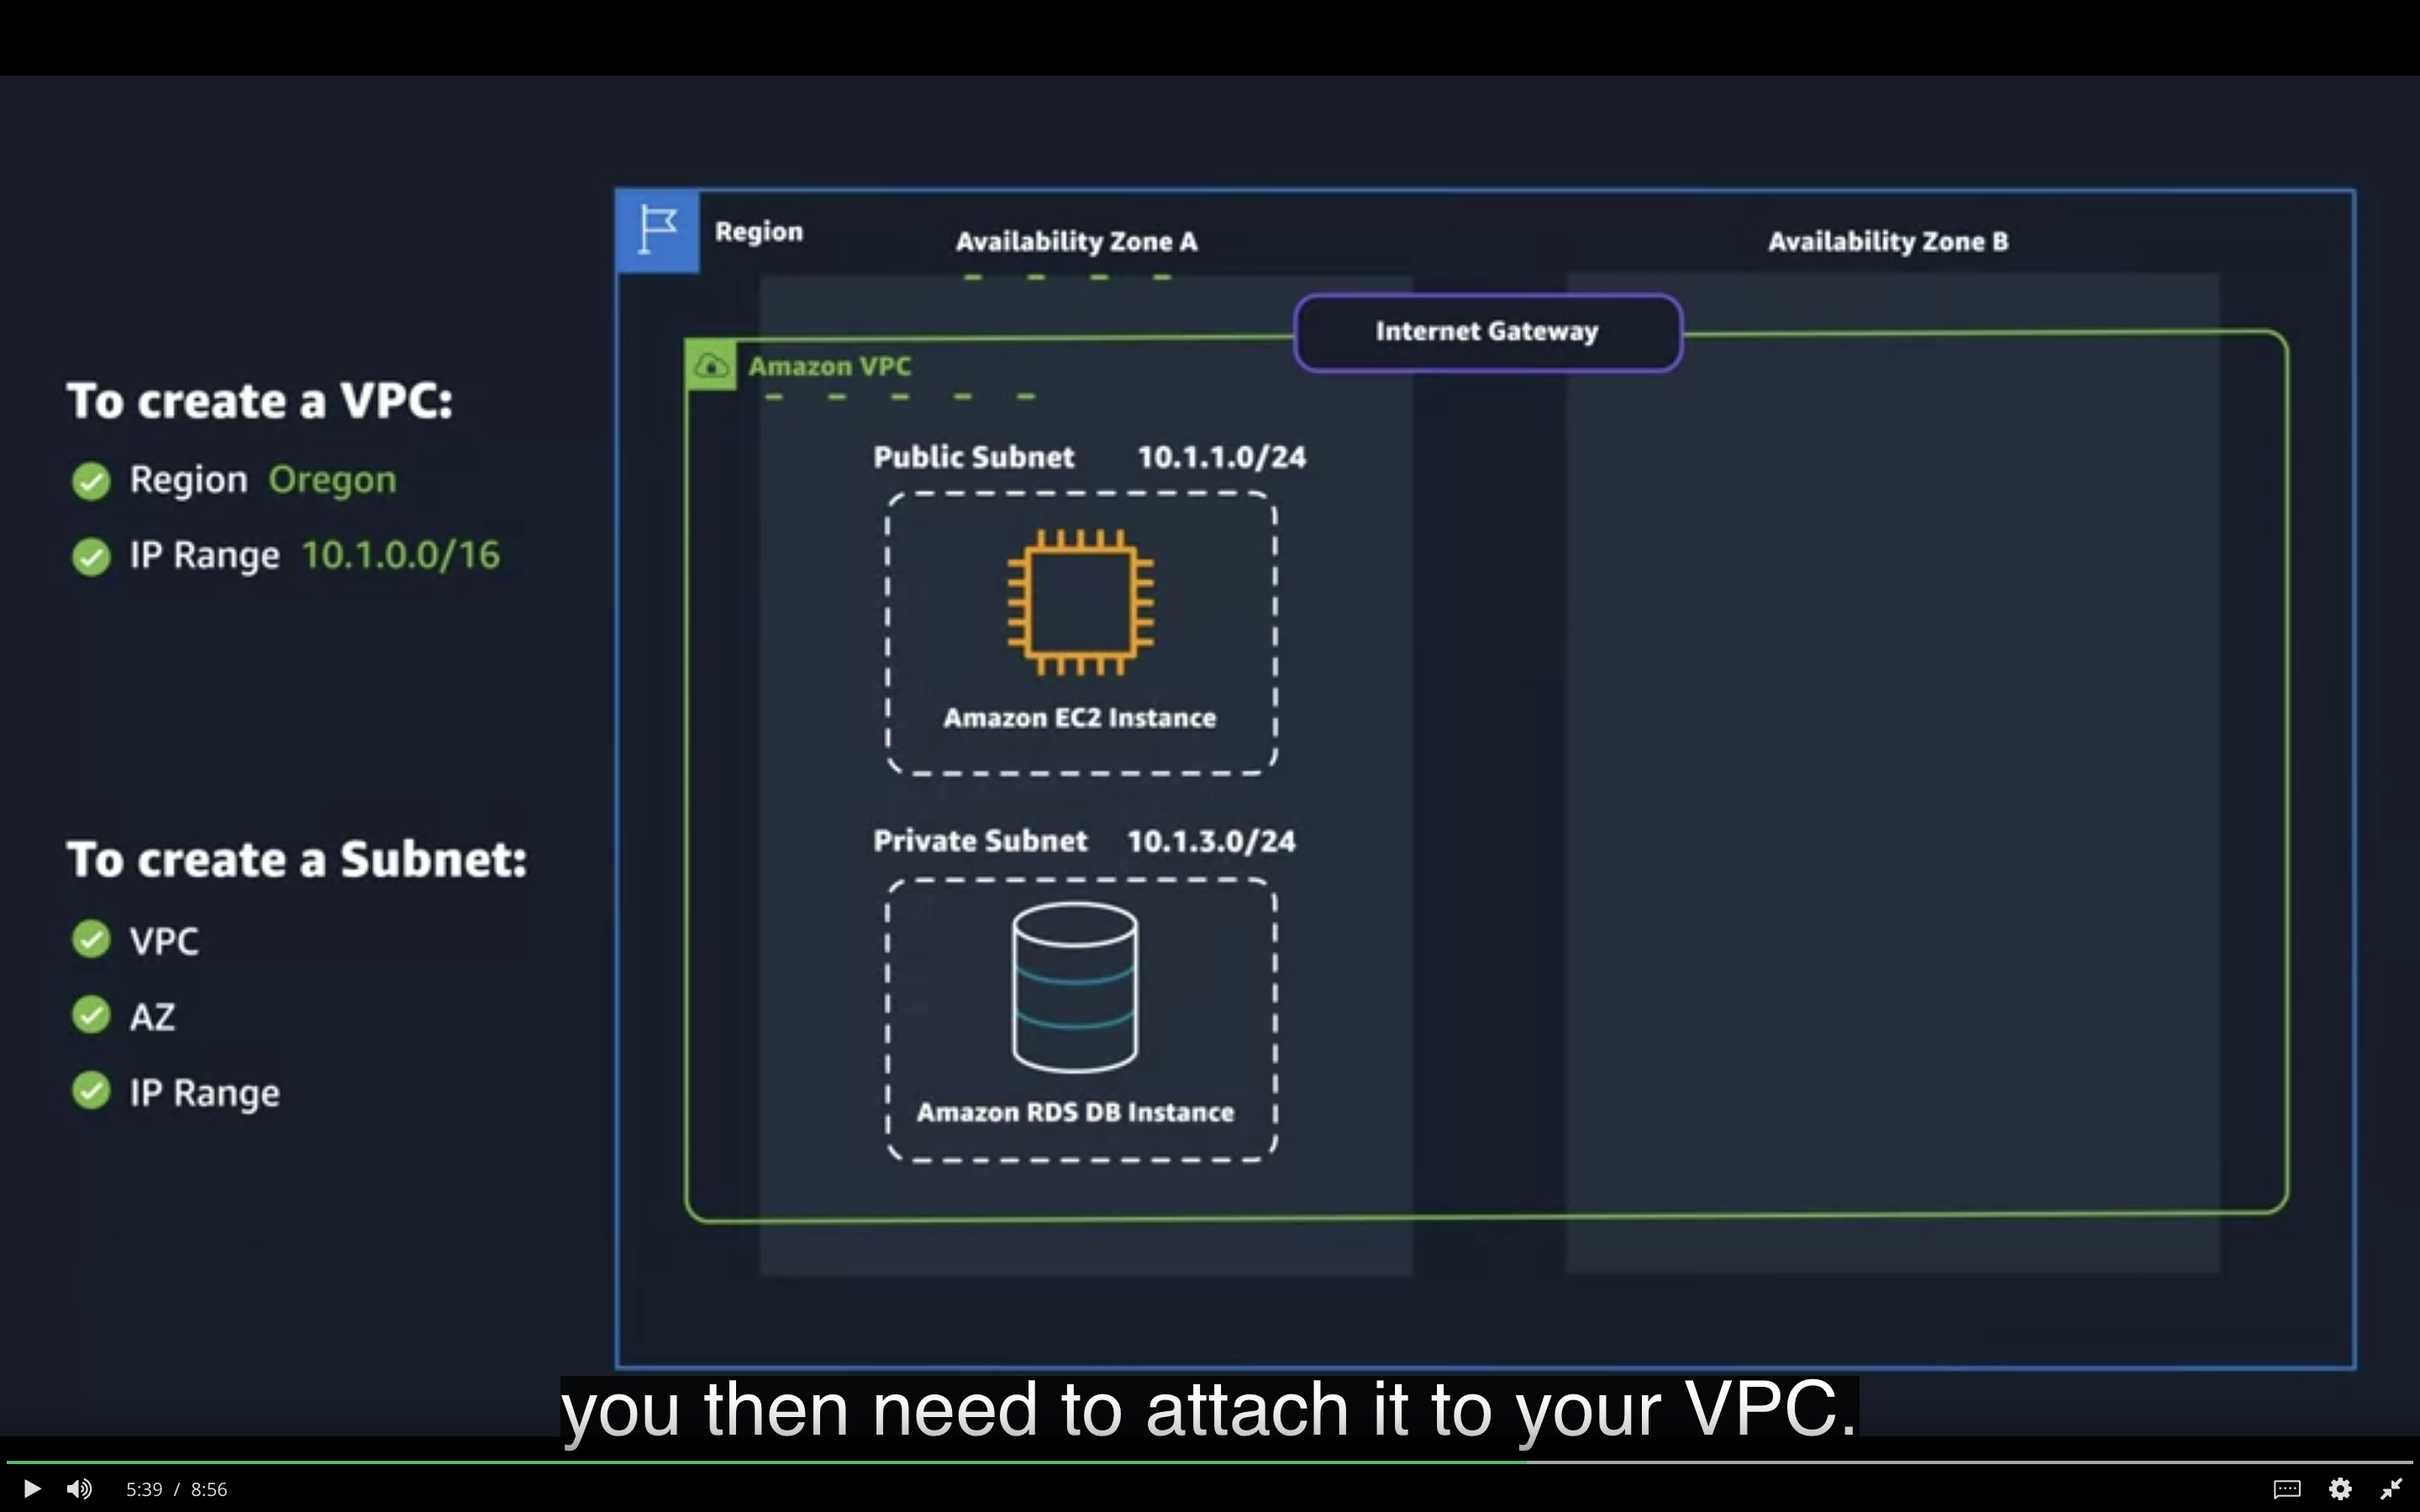 To create a VPC:
Region Oregon
IP Range 10.1.0.0/16
To create a Subnet:
VPC
AZ
IP Range
Region
Availability Zone A
Availability Zone B
Internet Gateway
Amazon VPC
Public Subnet 10.1.1.0/24
Amazon EC2 Instance
Private Subnet 10.1.3.0/24
Amazon RDS DB Instance
you then need to attach it to your VPC.
5:39 / 8:56